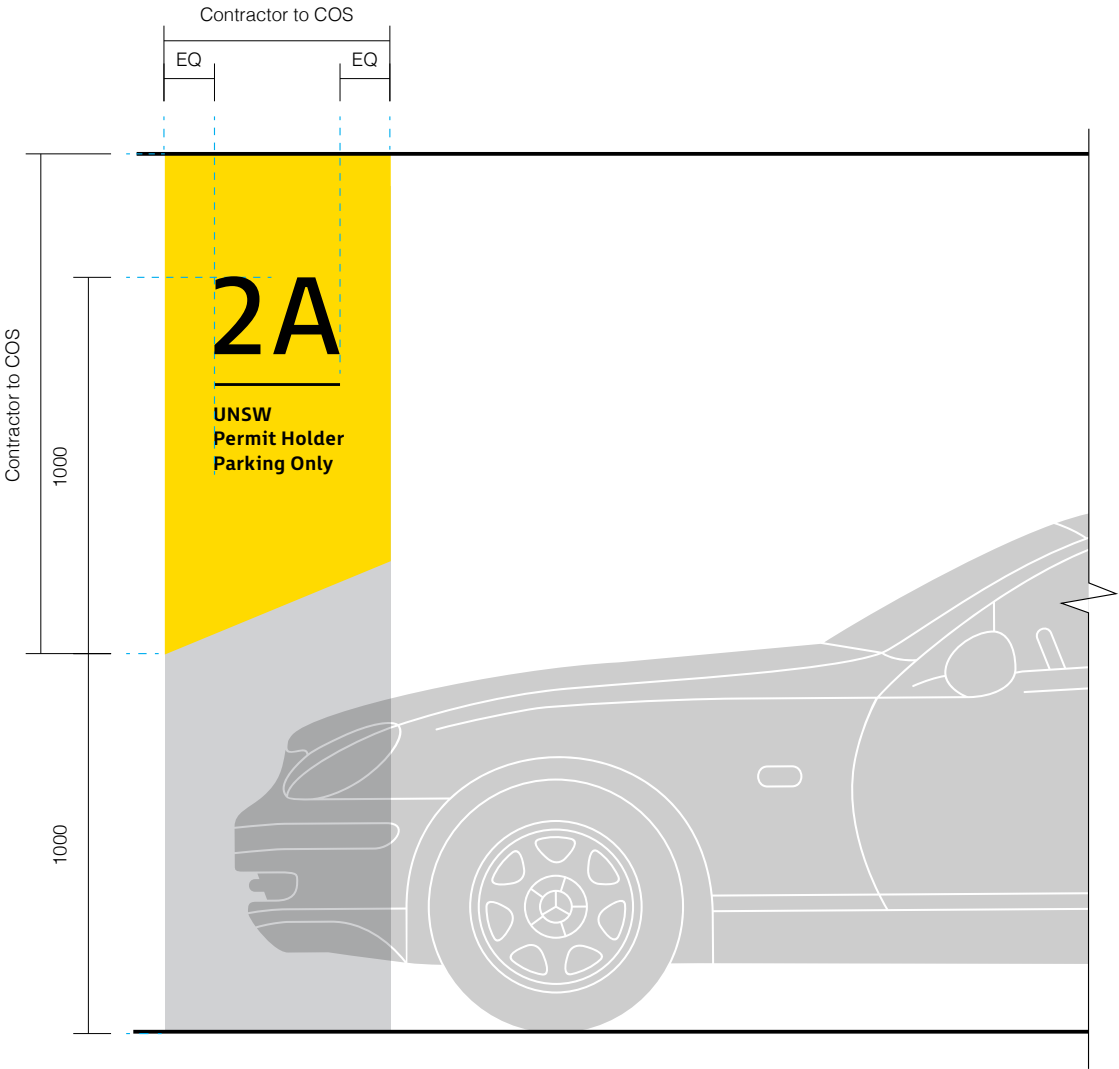 Contractor to COS
EQ
EQ
2A
UNSW
Permit Holder
Parking Only
Contractor to COS
1000
1000